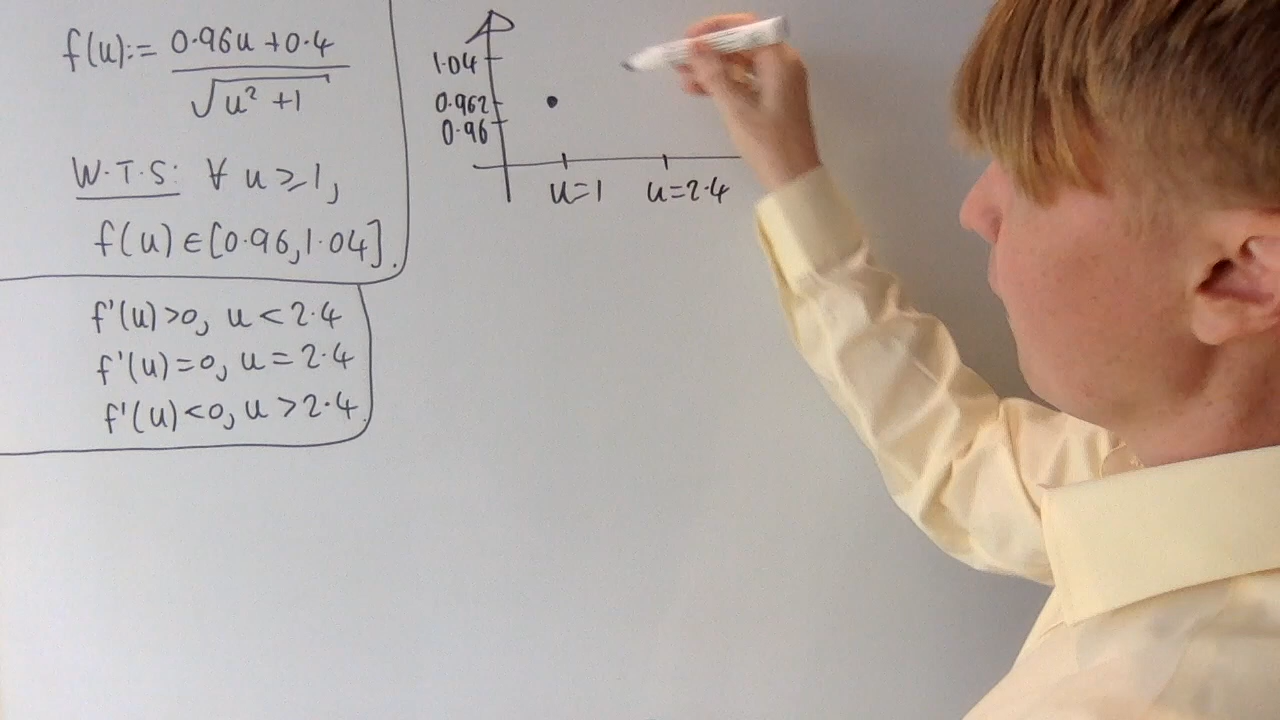 f(u):= 0.96u+0.4
√u²+1
W.T.S: ∀ u≥1,
f(u)∈[0.96,1.04].
f'(u)>0, u<2.4
f'(u)=0, u=2.4
f'(u)<0, u>2.4
1.04
0.962
0.96
u=1 u=2.4